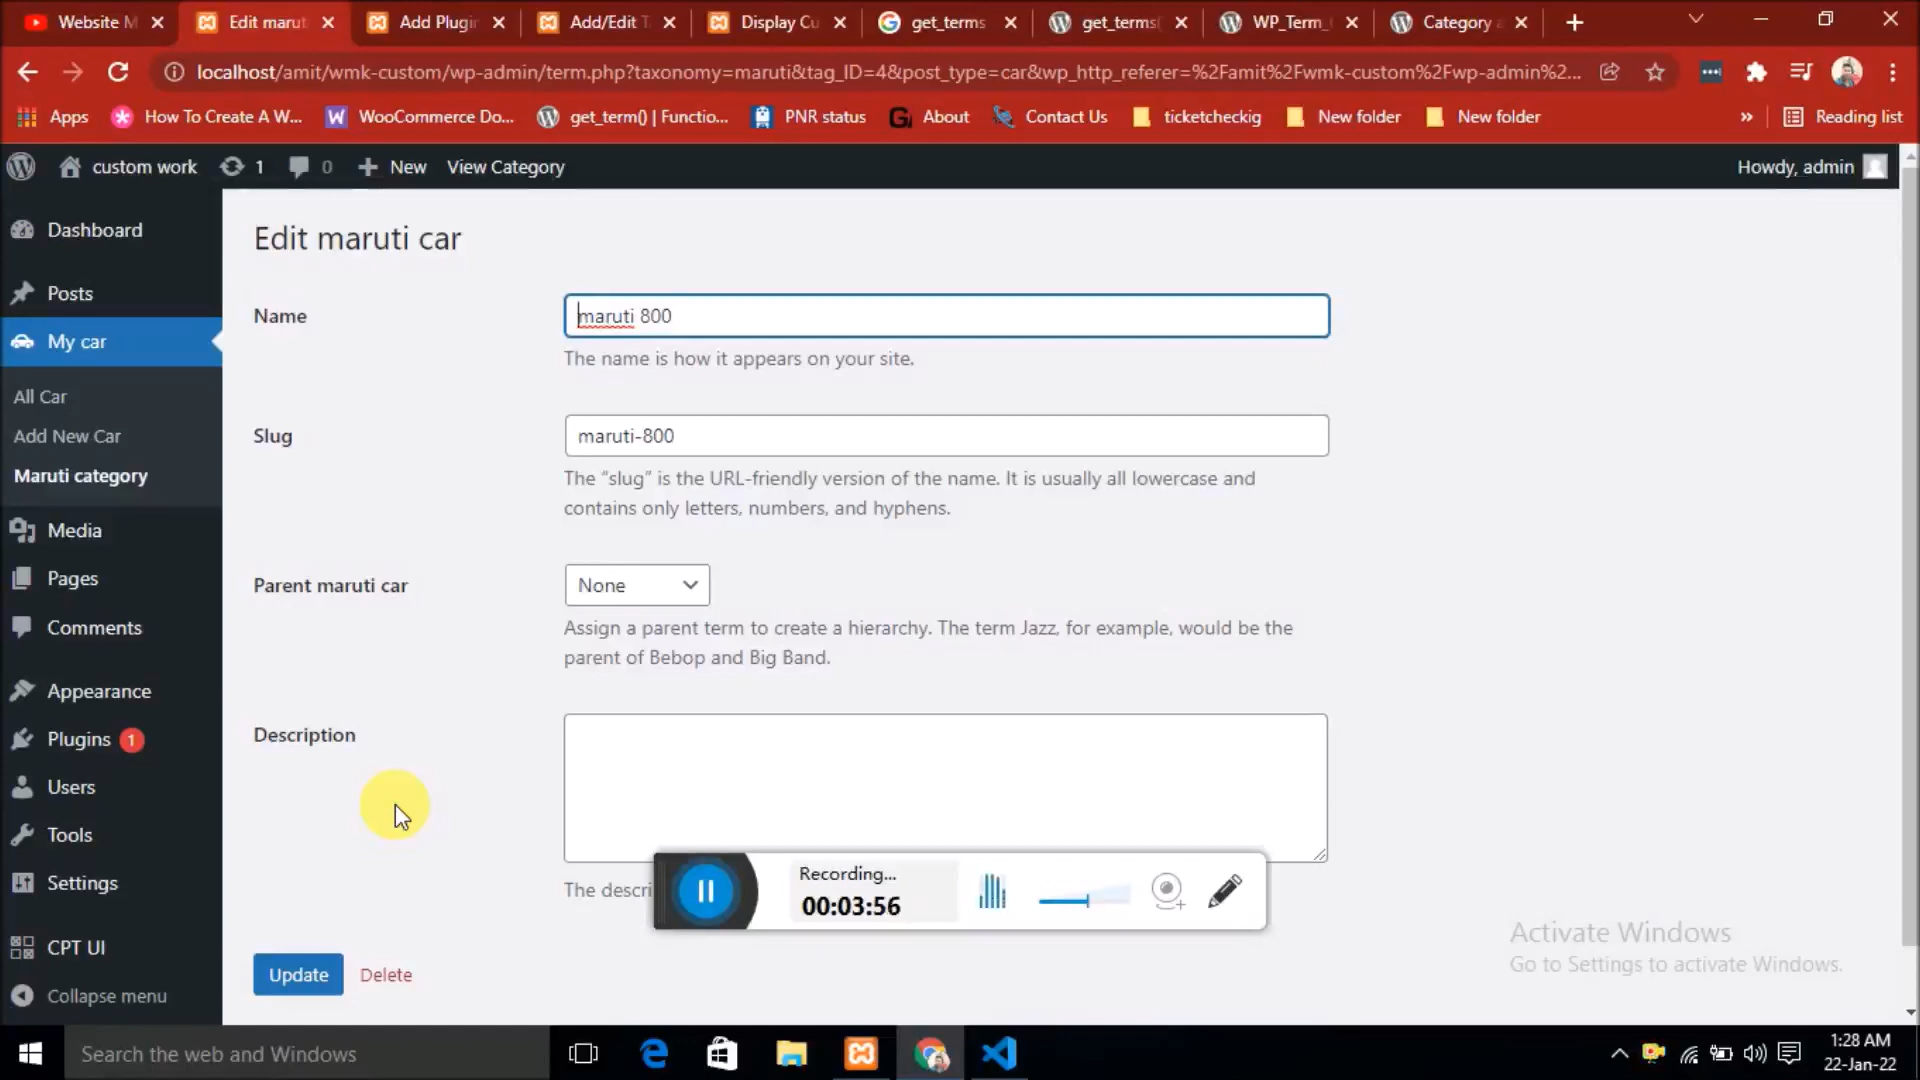 Website M
Edit marut
Add Plugin
Add/Edit T
Display Cu
get_terms
get_terms(
WP_Term_
Category a
localhost/amit/wmk-custom/wp-admin/term.php?taxonomy=maruti&tag_ID=4&post_type=car&wp_http_referer=%2Famit%2Fwmk-custom%2Fwp-admin%2...
Apps
How To Create A W...
WooCommerce Do...
get_term() | Functio...
PNR status
About
Contact Us
ticketcheckig
New folder
New folder
»
Reading list
custom work
1
0
New
View Category
Howdy, admin
Dashboard
Posts
My car
All Car
Add New Car
Maruti category
Media
Pages
Comments
Appearance
Plugins 1
Users
Tools
Settings
CPT UI
Collapse menu
Edit maruti car
Name
maruti 800
The name is how it appears on your site.
Slug
maruti-800
The “slug” is the URL-friendly version of the name. It is usually all lowercase and
contains only letters, numbers, and hyphens.
Parent maruti car
None
Assign a parent term to create a hierarchy. The term Jazz, for example, would be the
parent of Bebop and Big Band.
Description
The descri
Recording...
00:03:56
Update
Delete
Activate Windows
Go to Settings to activate Windows.
Search the web and Windows
1:28 AM
22-Jan-22